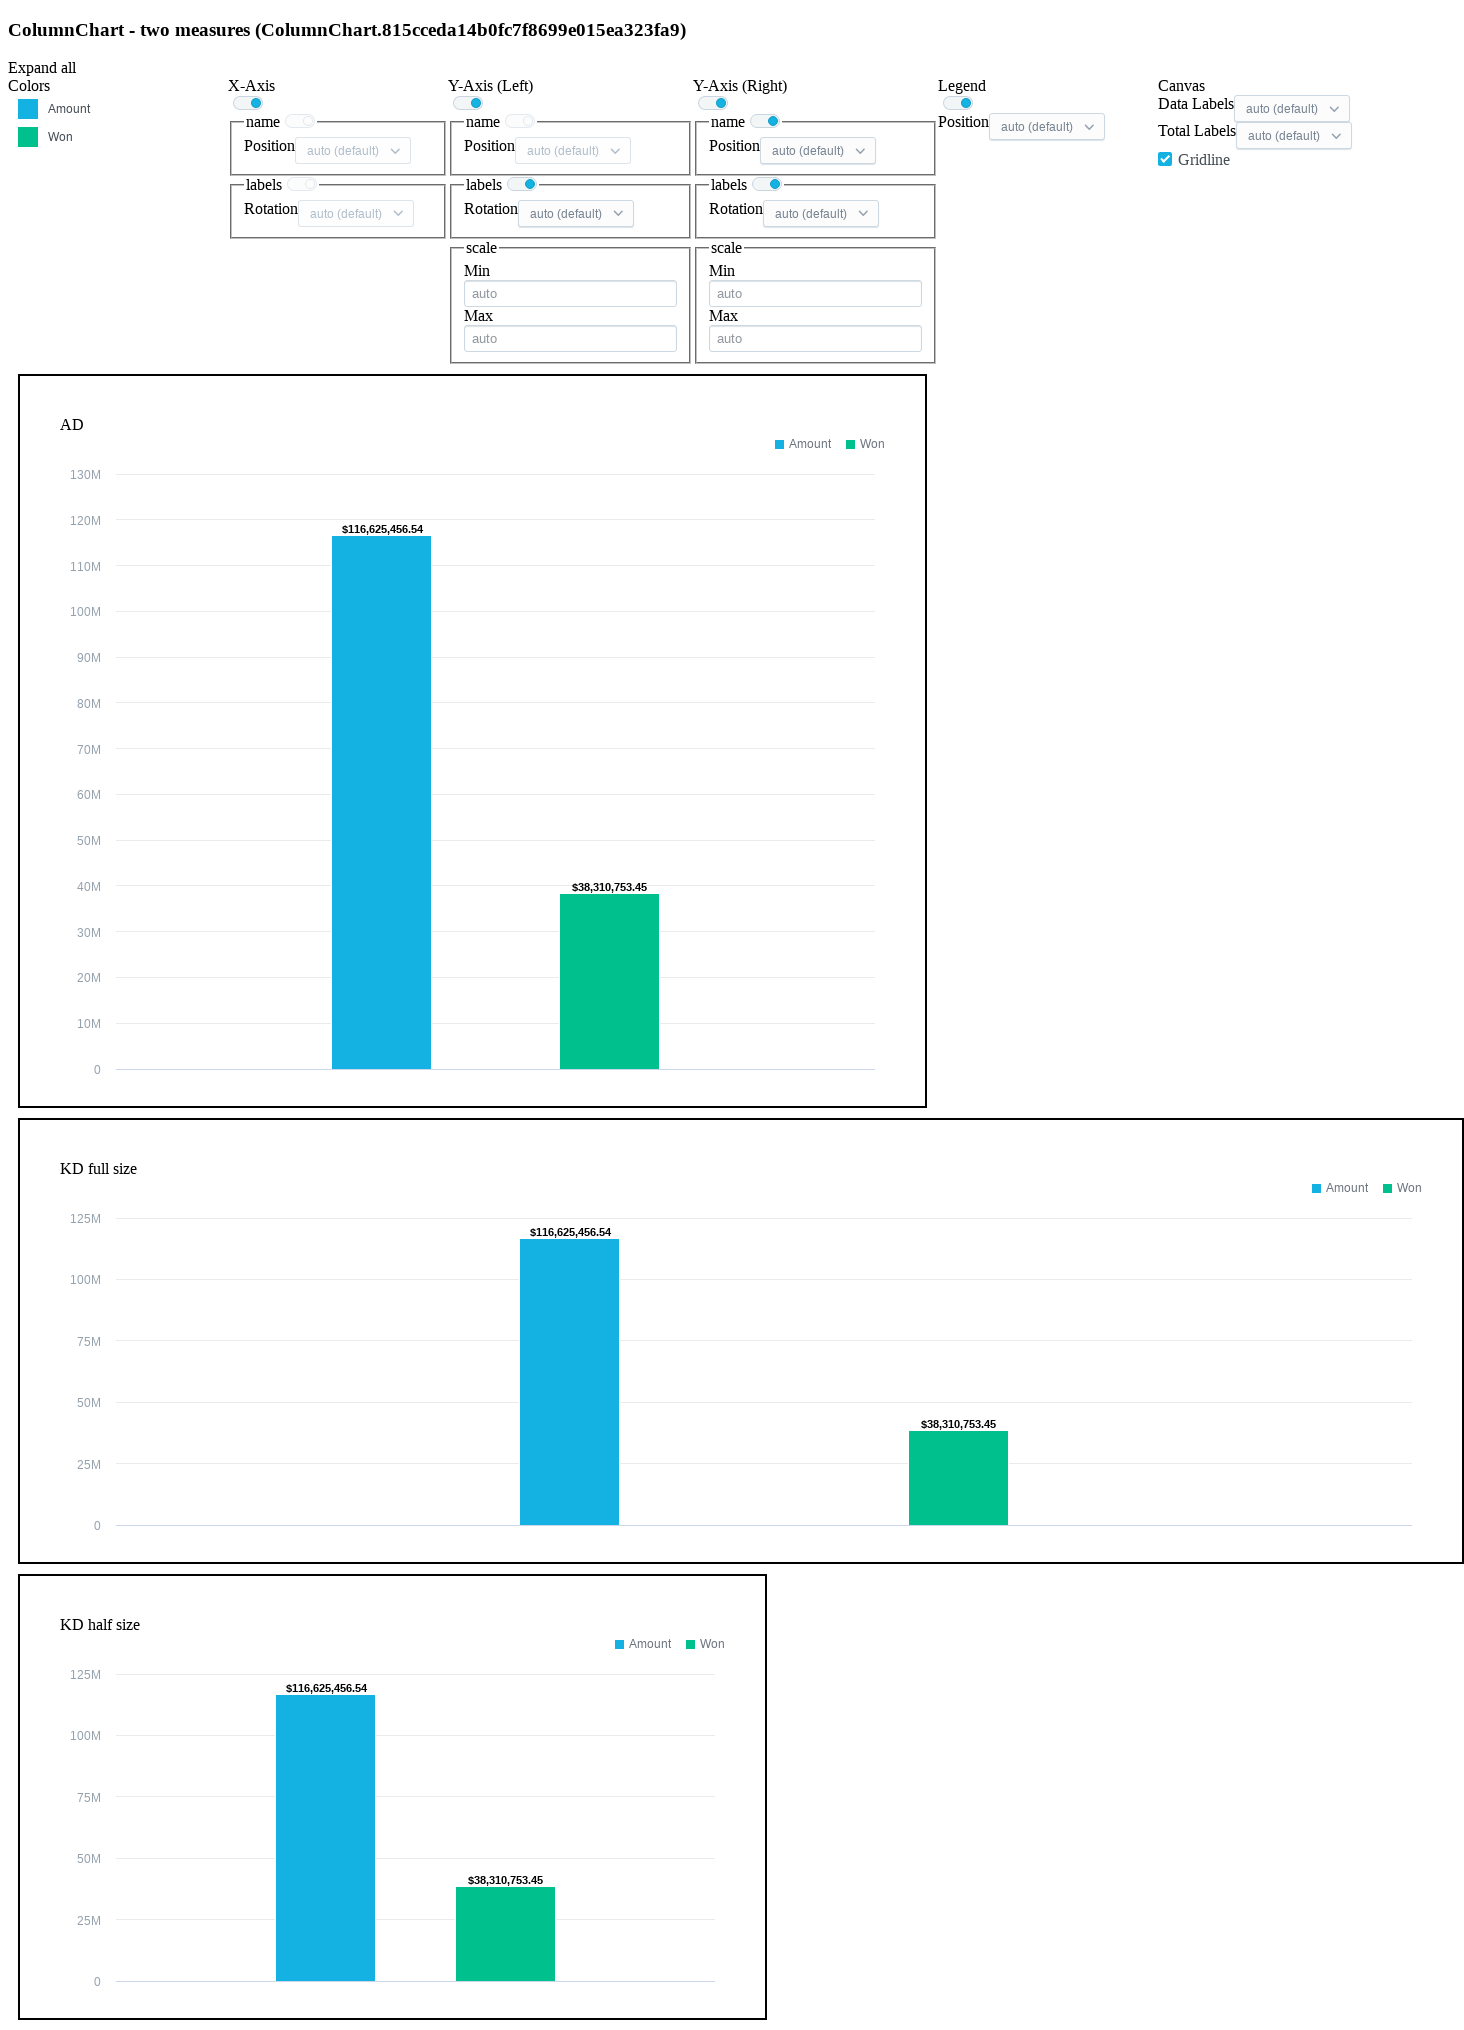 ColumnChart - two measures (ColumnChart.815cceda14b0fc7f8699e015ea323fa9)
Expand all
Colors
Amount
Won
X-Axis
name
Position auto (default)
labels
Rotation auto (default)
Y-Axis (Left)
name
Position auto (default)
labels
Rotation auto (default)
scale
Min
auto
Max
auto
Y-Axis (Right)
name
Position auto (default)
labels
Rotation auto (default)
scale
Min
auto
Max
auto
Legend
Position auto (default)
Canvas
Data Labels auto (default)
Total Labels auto (default)
Gridline
AD
Amount Won
130M
120M
$116,625,456.54
110M
100M
90M
80M
70M
60M
50M
40M
$38,310,753.45
30M
20M
10M
0
KD full size
Amount Won
125M
$116,625,456.54
100M
75M
50M
$38,310,753.45
25M
0
KD half size
Amount Won
125M
$116,625,456.54
100M
75M
50M
$38,310,753.45
25M
0